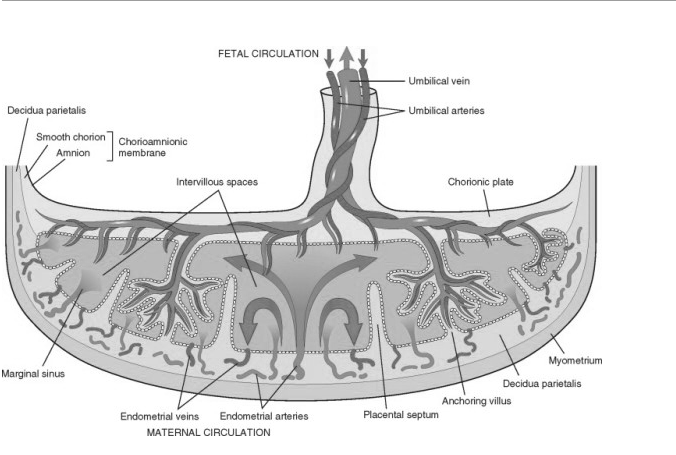 FETAL CIRCULATION
Umbilical vein
Umbilical arteries
Decidua parietalis
Smooth chorion
Amnion
Chorioamnionic
membrane
Intervillous spaces
Chorionic plate
Marginal sinus
Myometrium
Decidua parietalis
Anchoring villus
Placental septum
Endometrial veins
Endometrial arteries
MATERNAL CIRCULATION